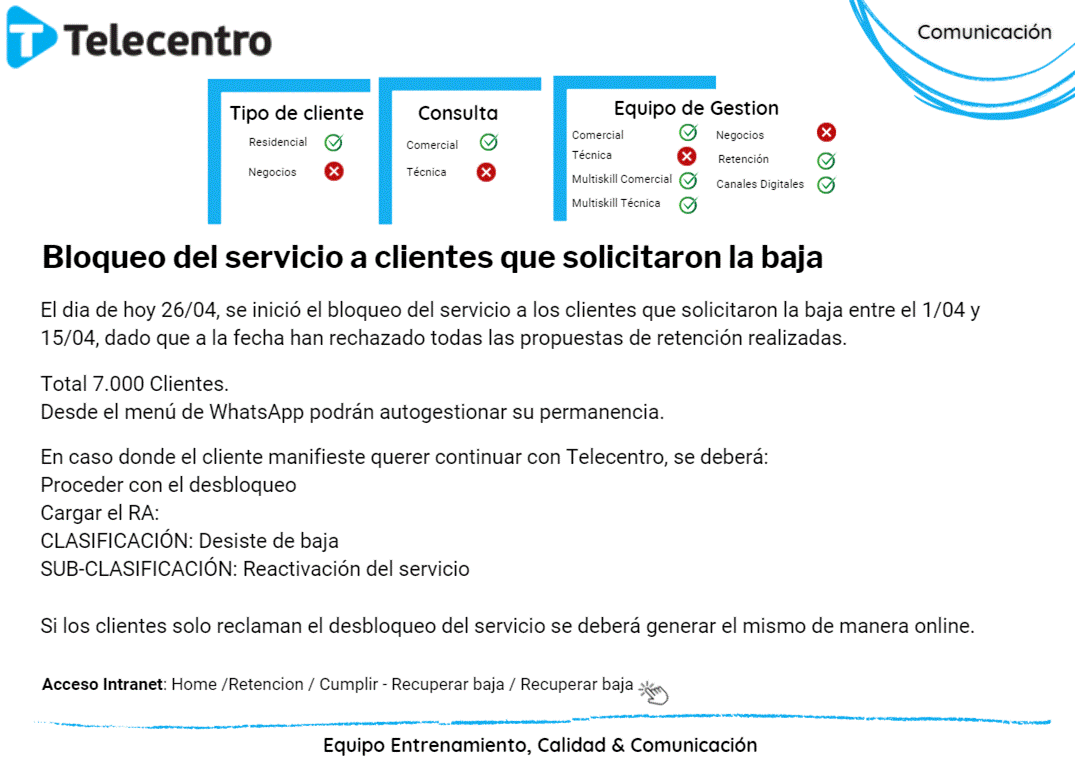 Telecentro
Comunicación
Tipo de cliente
Residencial
Negocios
Consulta
Comercial
Técnica
Equipo de Gestion
Comercial
Técnica
Multiskill Comercial
Multiskill Técnica
Negocios
Retención
Canales Digitales
Bloqueo del servicio a clientes que solicitaron la baja
El dia de hoy 26/04, se inició el bloqueo del servicio a los clientes que solicitaron la baja entre el 1/04 y
15/04, dado que a la fecha han rechazado todas las propuestas de retención realizadas.
Total 7.000 Clientes.
Desde el menú de WhatsApp podrán autogestionar su permanencia.
En caso donde el cliente manifieste querer continuar con Telecentro, se deberá:
Proceder con el desbloqueo
Cargar el RA:
CLASIFICACIÓN: Desiste de baja
SUB-CLASIFICACIÓN: Reactivación del servicio
Si los clientes solo reclaman el desbloqueo del servicio se deberá generar el mismo de manera online.
Acceso Intranet: Home /Retencion / Cumplir - Recuperar baja / Recuperar baja
Equipo Entrenamiento, Calidad & Comunicación